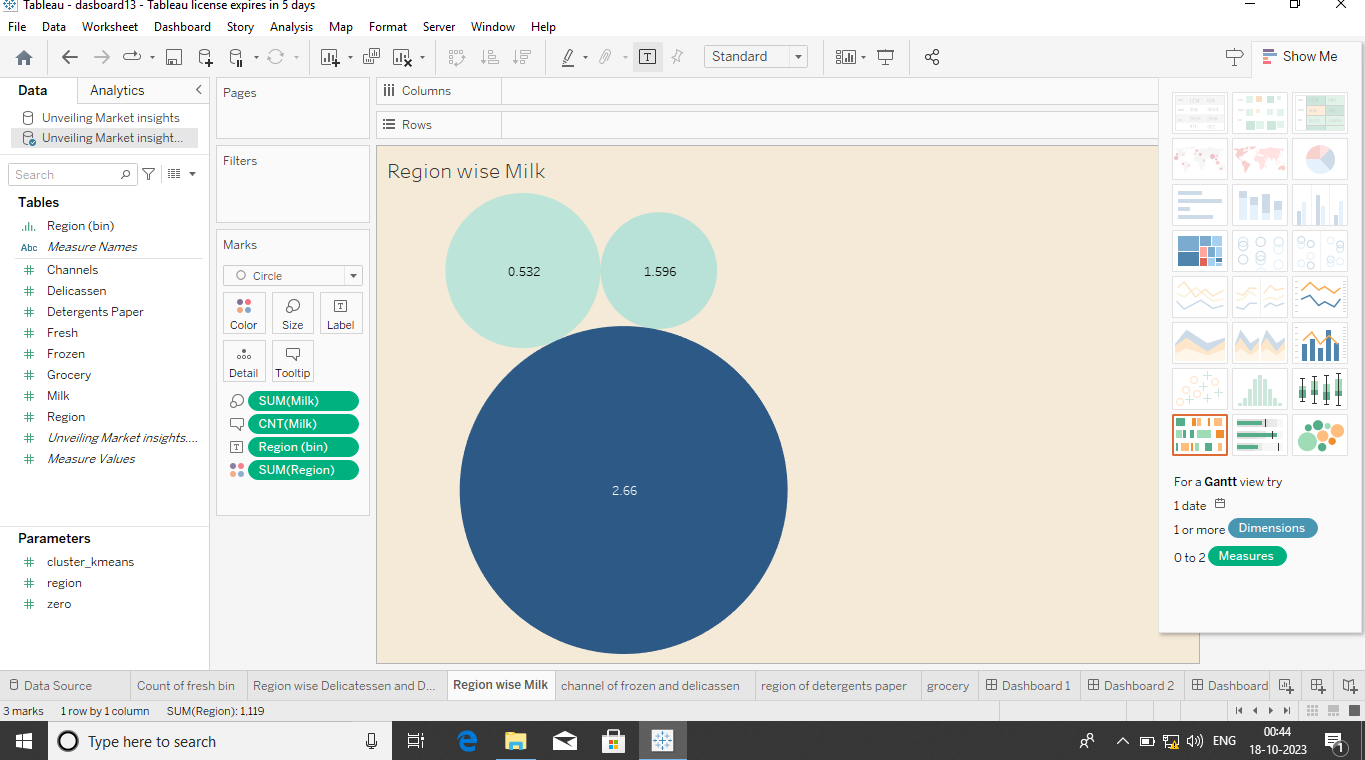 Tableau - dasboard13 - Tableau license expires in 5 days
File Data Worksheet Dashboard Story Analysis Map Format Server Window Help
Standard
Show Me
Data Analytics
Unveiling Market insights
Unveiling Market insight...
Search
Tables
Region (bin)
Abc Measure Names
Channels
Delicassen
Detergents Paper
Fresh
Frozen
Grocery
Milk
Region
Unveiling Market insights....
Measure Values
Parameters
cluster_kmeans
region
zero
Pages
Filters
Marks
Circle
Color Size Label
Detail Tooltip
SUM(Milk)
CNT(Milk)
Region (bin)
SUM(Region)
Columns
Rows
Region wise Milk
0.532
1.596
2.66
For a Gantt view try
1 date
1 or more Dimensions
0 to 2 Measures
Data Source Count of fresh bin Region wise Delicatessen and D... Region wise Milk channel of frozen and delicassen region of detergents paper grocery Dashboard 1 Dashboard 2 Dashboard
3 marks 1 row by 1 column SUM(Region): 1,119
Type here to search
ENG
00:44
18-10-2023
1